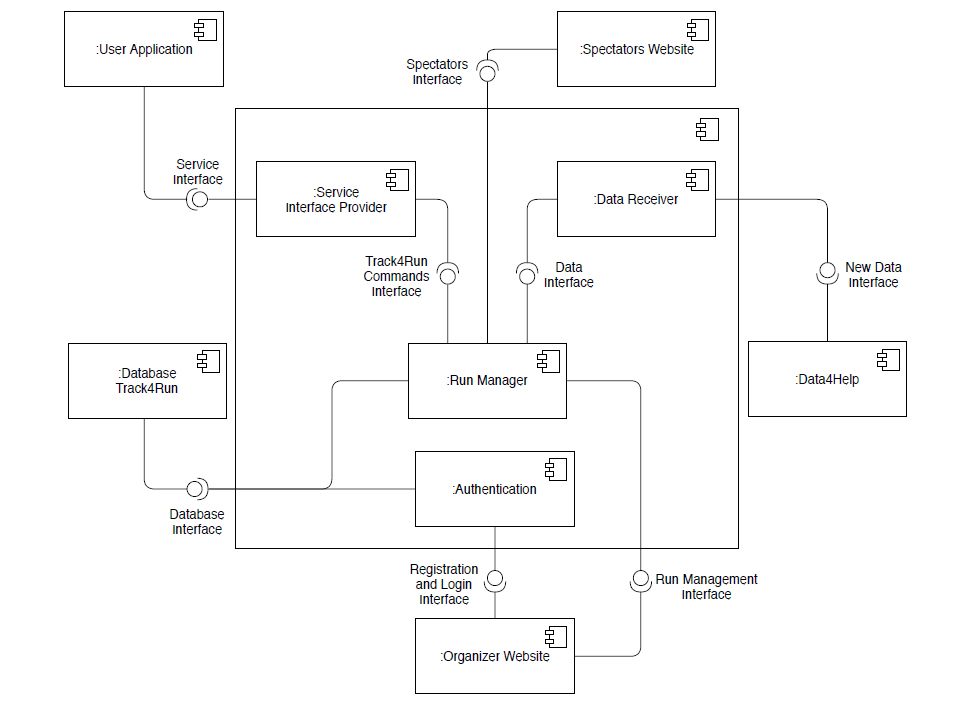 :User Application
:Spectators Website
Spectators
Interface
Service
Interface
:Service
Interface Provider
:Data Receiver
Track4Run
Commands
Interface
Data
Interface
New Data
Interface
:Database
Track4Run
:Run Manager
:Data4Help
:Authentication
Database
Interface
Registration
and Login
Interface
Run Management
Interface
:Organizer Website